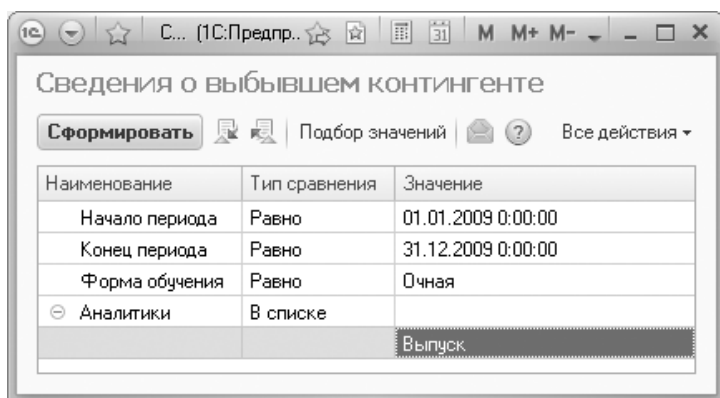 1С С... (1С:Предпр.. 31 M M+ M-
Сведения о выбывшем контингенте
Сформировать Подбор значений ? Все действия
Наименование Тип сравнения Значение
Начало периода Равно 01.01.2009 0:00:00
Конец периода Равно 31.12.2009 0:00:00
Форма обучения Равно Очная
Аналитики В списке
Выпуск